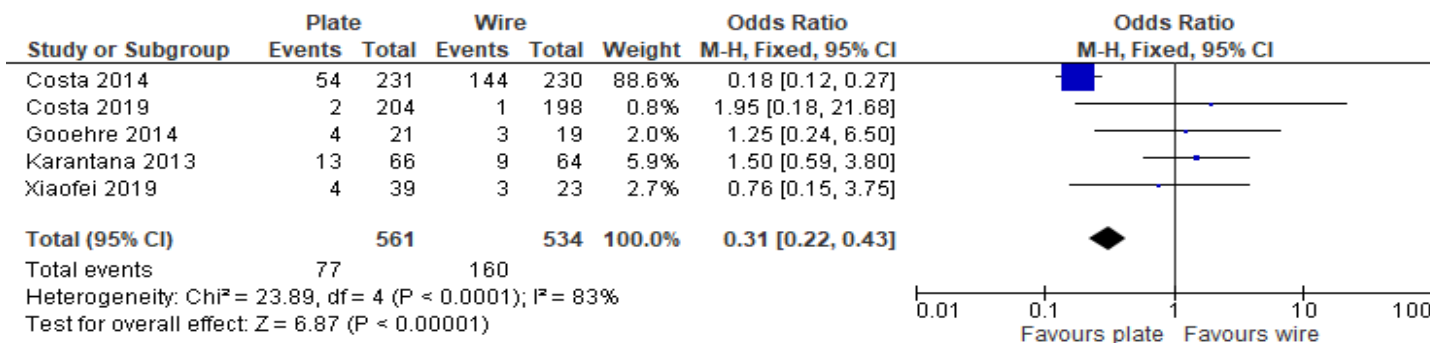 Plate Wire Odds Ratio Odds Ratio
Study or Subgroup Events Total Events Total Weight M-H, Fixed, 95% CI M-H, Fixed, 95% CI
Costa 2014 54 231 144 230 88.6% 0.18 [0.12, 0.27]
Costa 2019 2 204 1 198 0.8% 1.95 [0.18, 21.68]
Gooehre 2014 4 21 3 19 2.0% 1.25 [0.24, 6.50]
Karantana 2013 13 66 9 64 5.9% 1.50 [0.59, 3.80]
Xiaofei 2019 4 39 3 23 2.7% 0.76 [0.15, 3.75]
Total (95% CI) 561 534 100.0% 0.31 [0.22, 0.43]
Total events 77 160
Heterogeneity: Chi² = 23.89, df = 4 (P < 0.0001); I² = 83%
Test for overall effect: Z = 6.87 (P < 0.00001)
0.01 0.1 1 10 100
Favours plate Favours wire